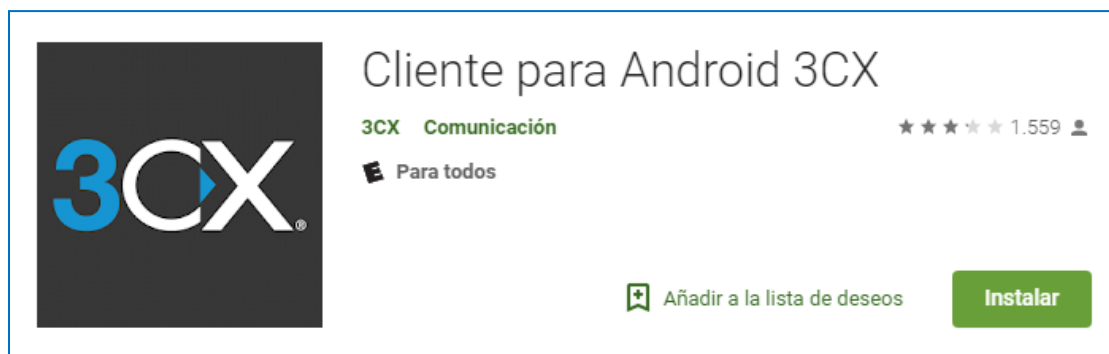 3CX®
Cliente para Android 3CX
3CX Comunicación
1.559
E Para todos
Añadir a la lista de deseos
Instalar